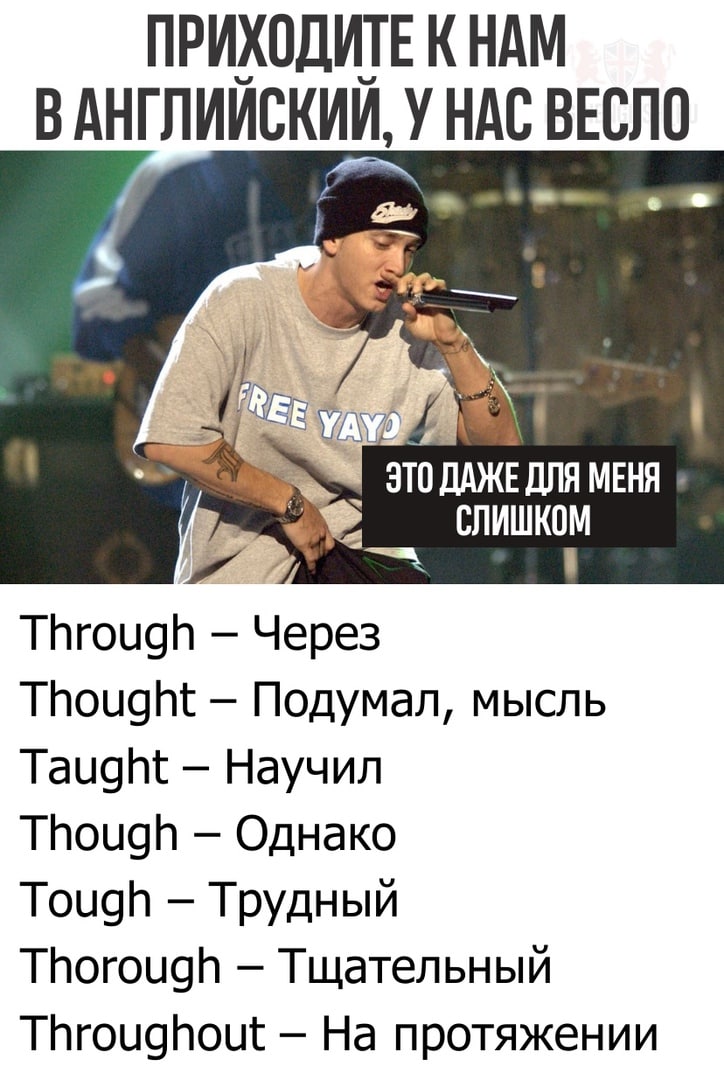 ПРИХОДИТЕ К НАМ
В АНГЛИЙСКИЙ, У НАС ВЕСЛО
Shady
FREE YAYO
ЭТО ДАЖЕ ДЛЯ МЕНЯ
СЛИШКОМ
Through – Через
Thought – Подумал, мысль
Taught – Научил
Though – Однако
Tough – Трудный
Thorough – Тщательный
Throughout – На протяжении